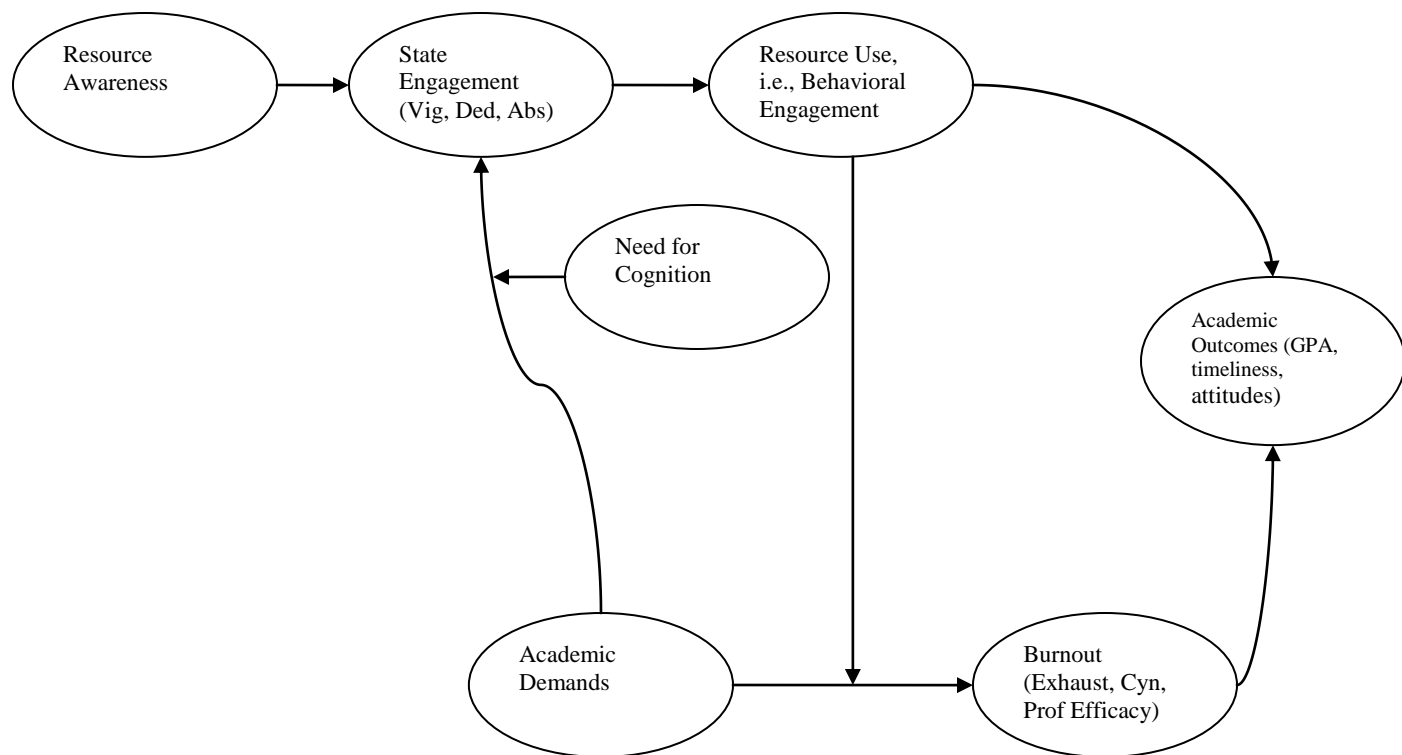 Resource
Awareness
State
Engagement
(Vig, Ded, Abs)
Resource Use,
i.e., Behavioral
Engagement
Need for
Cognition
Academic
Outcomes (GPA,
timeliness,
attitudes)
Academic
Demands
Burnout
(Exhaust, Cyn,
Prof Efficacy)